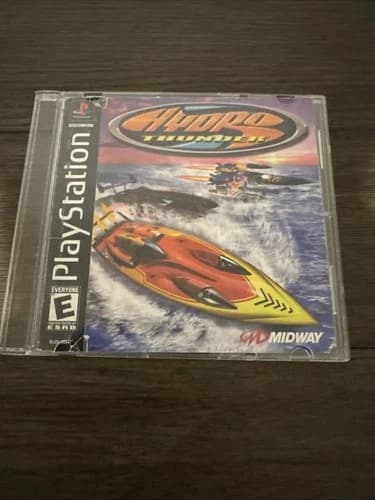 Hydro
THUNDER
PlayStation
EVERYONE
E
ESRB
MIDWAY